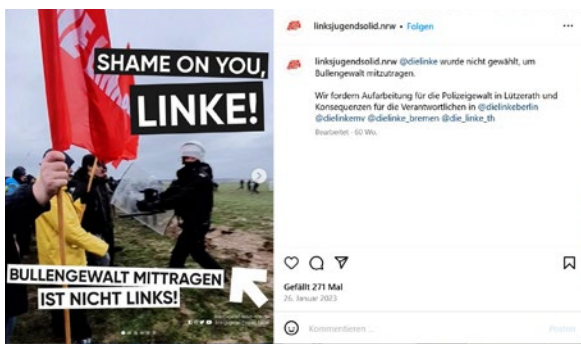 SHAME ON YOU,
LINKE!
BULLENGEWALT MITTRAGEN
IST NICHT LINKS!
linksjugendsolid.nrw • Folgen
linksjugendsolid.nrw @dielinke wurde nicht gewählt, um
Bullengewalt mitzutragen.
Wir fordern Aufarbeitung für die Polizeigewalt in Lützerath und
Konsequenzen für die Verantwortlichen in @dielinkeberlin
@dielinkemv @dielinke_bremen @die_linke_th
Bearbeitet · 60 Wo.
Gefällt 271 Mal
26. Januar 2023
Kommentieren ...
Posten